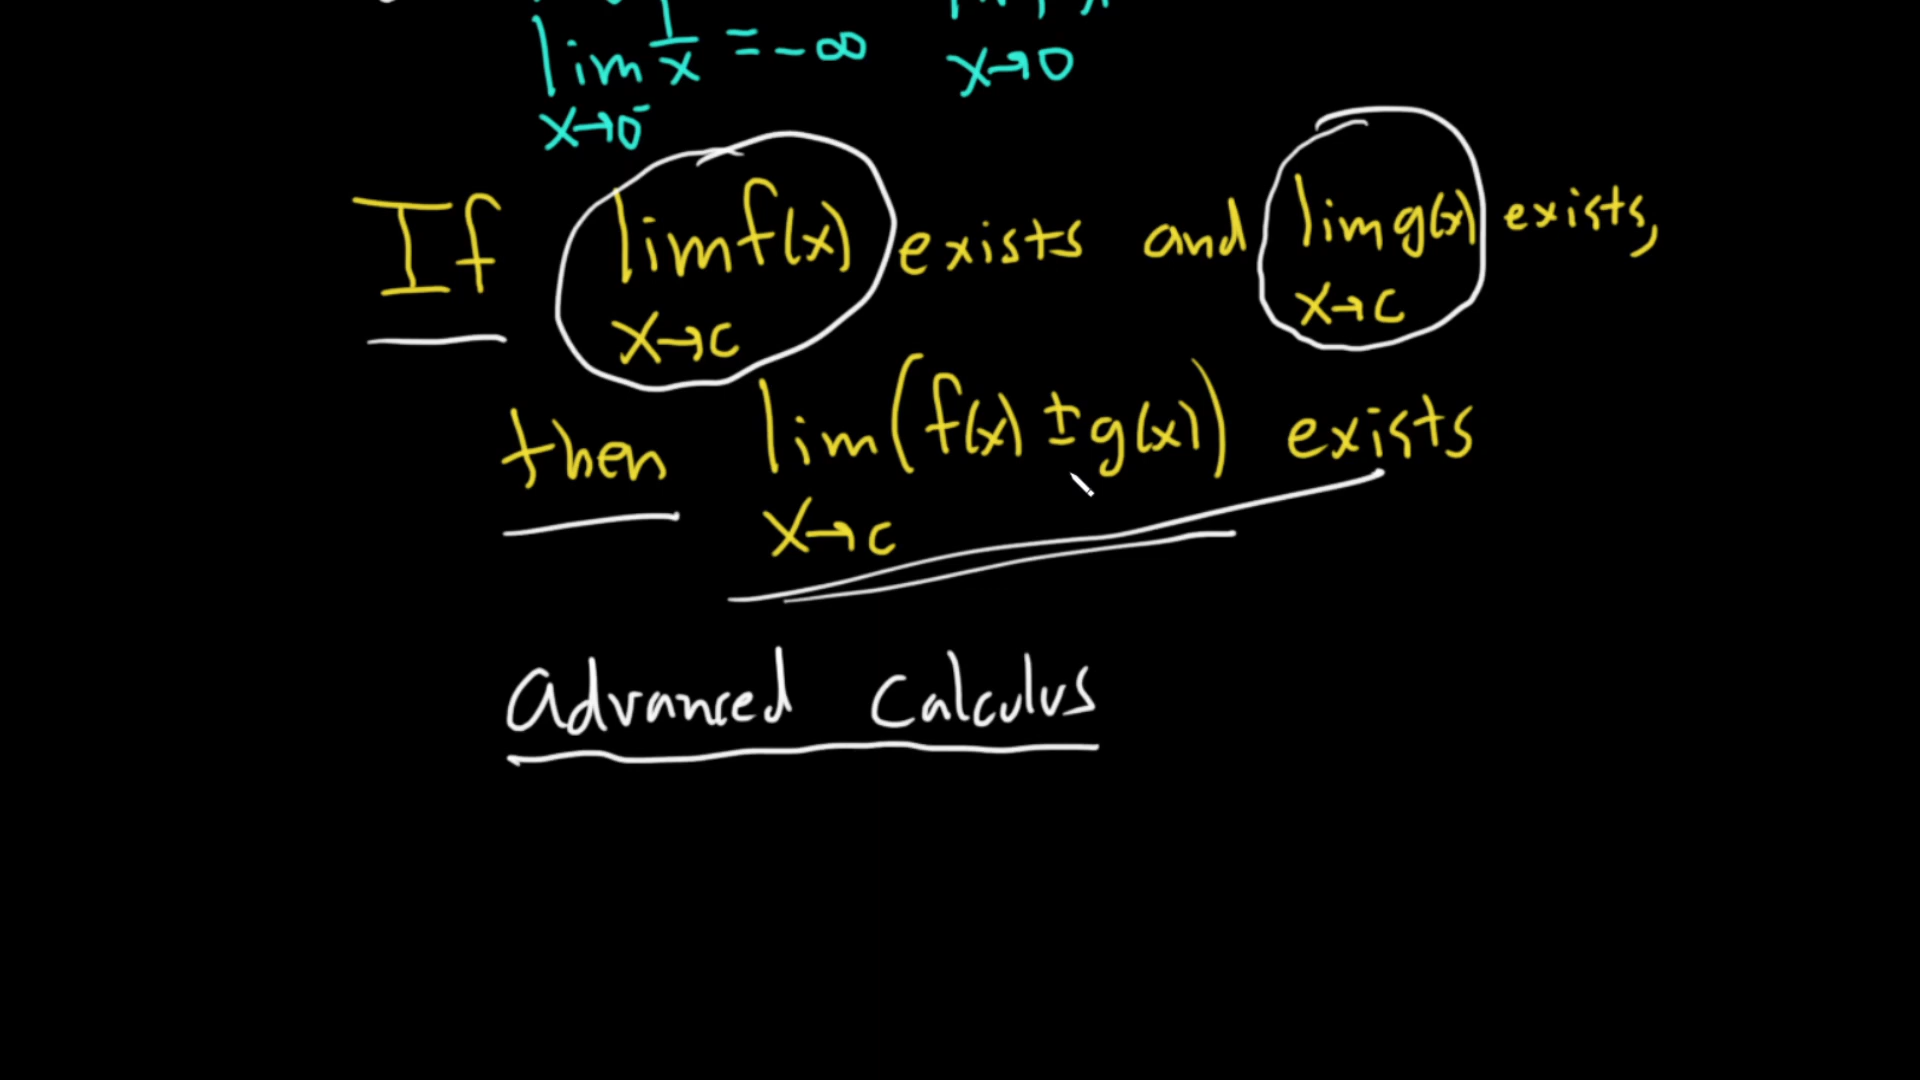 lim 1/x = -∞
x→0⁻
x→0
If lim f(x) exists and lim g(x) exists,
x→c x→c
then lim (f(x) ± g(x)) exists
x→c
Advanced Calculus